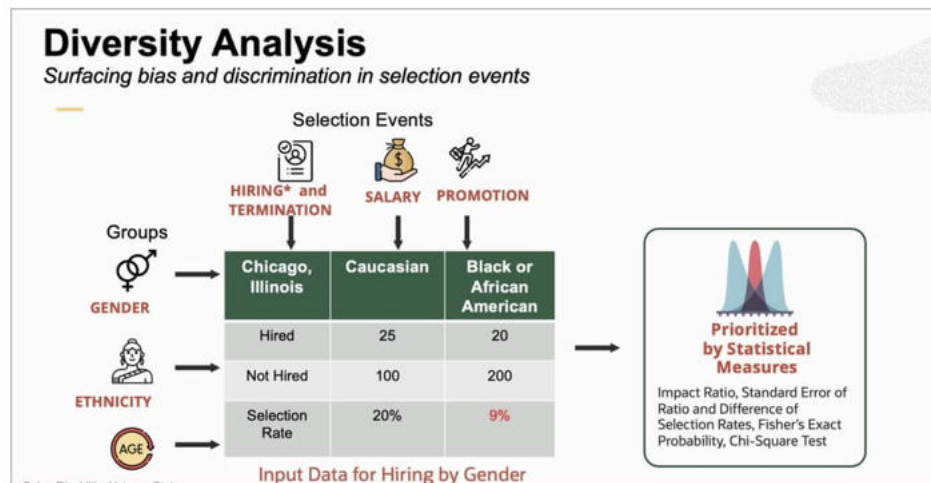 Diversity Analysis
Surfacing bias and discrimination in selection events
Selection Events
HIRING* and
TERMINATION
SALARY
PROMOTION
Groups
GENDER
ETHNICITY
AGE
Chicago,
Illinois
Caucasian
Black or
African
American
Hired
25
20
Not Hired
100
200
Selection
Rate
20%
9%
Input Data for Hiring by Gender
Prioritized
by Statistical
Measures
Impact Ratio, Standard Error of
Ratio and Difference of
Selection Rates, Fisher's Exact
Probability, Chi-Square Test